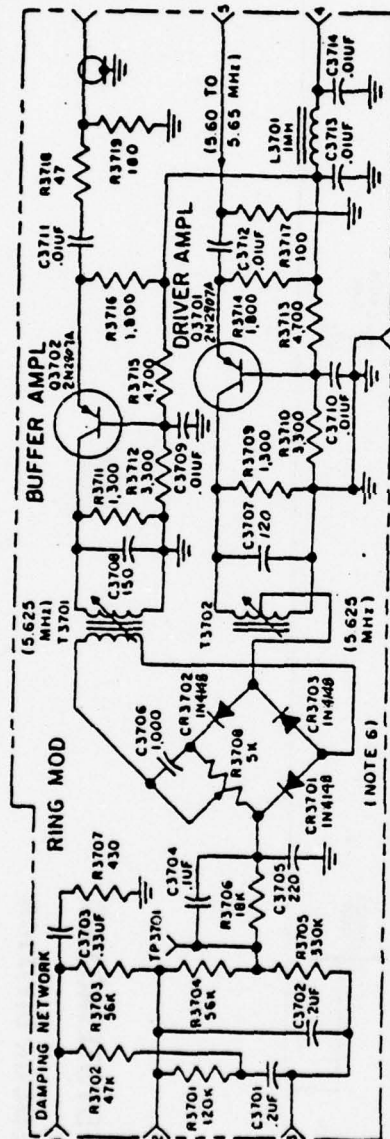 BUFFER AMPL
Q3702
2N2907A
(5.625
MHz)
T3701
C3708
150
R3711
1,300
R3712
3,300
C3709
.01UF
R3715
4,700
R3716
1,800
C3711
.01UF
R3718
47
R3719
180
DRIVER AMPL
Q3701
2N2907A
(5.60 TO
5.65 MHz)
5
4
T3702
(5.625
MHz)
C3707
120
R3709
1,300
R3710
3,300
C3710
.01UF
R3713
4,700
R3714
1,800
C3712
.01UF
R3717
100
L3701
1MH
C3713
.01UF
C3714
.01UF
RING MOD
C3706
1,000
CR3702
1N4148
R3708
5K
CR3703
1N4148
CR3701
1N4148
(NOTE 6)
DAMPING NETWORK
C3703
.33UF
R3707
430
R3703
56K
R3702
47K
TP3701
C3704
.1UF
R3706
18K
C3705
220
R3704
56K
R3705
330K
R3701
120K
C3702
.2UF
C3701
.2UF
2